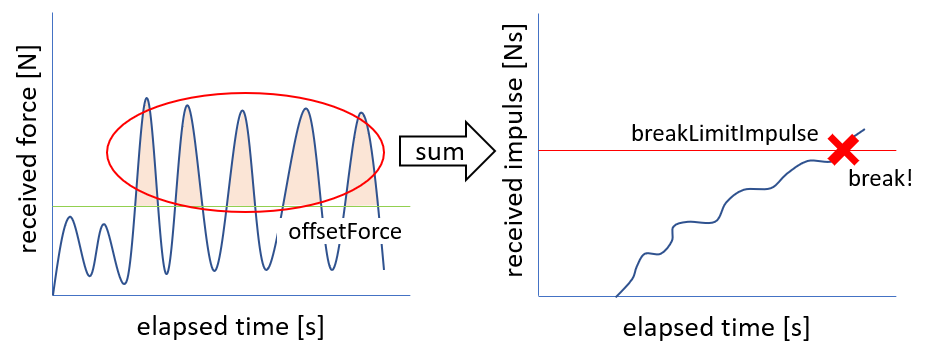 received force [N]
offsetForce
elapsed time [s]
sum
received impulse [Ns]
breakLimitImpulse
break!
elapsed time [s]